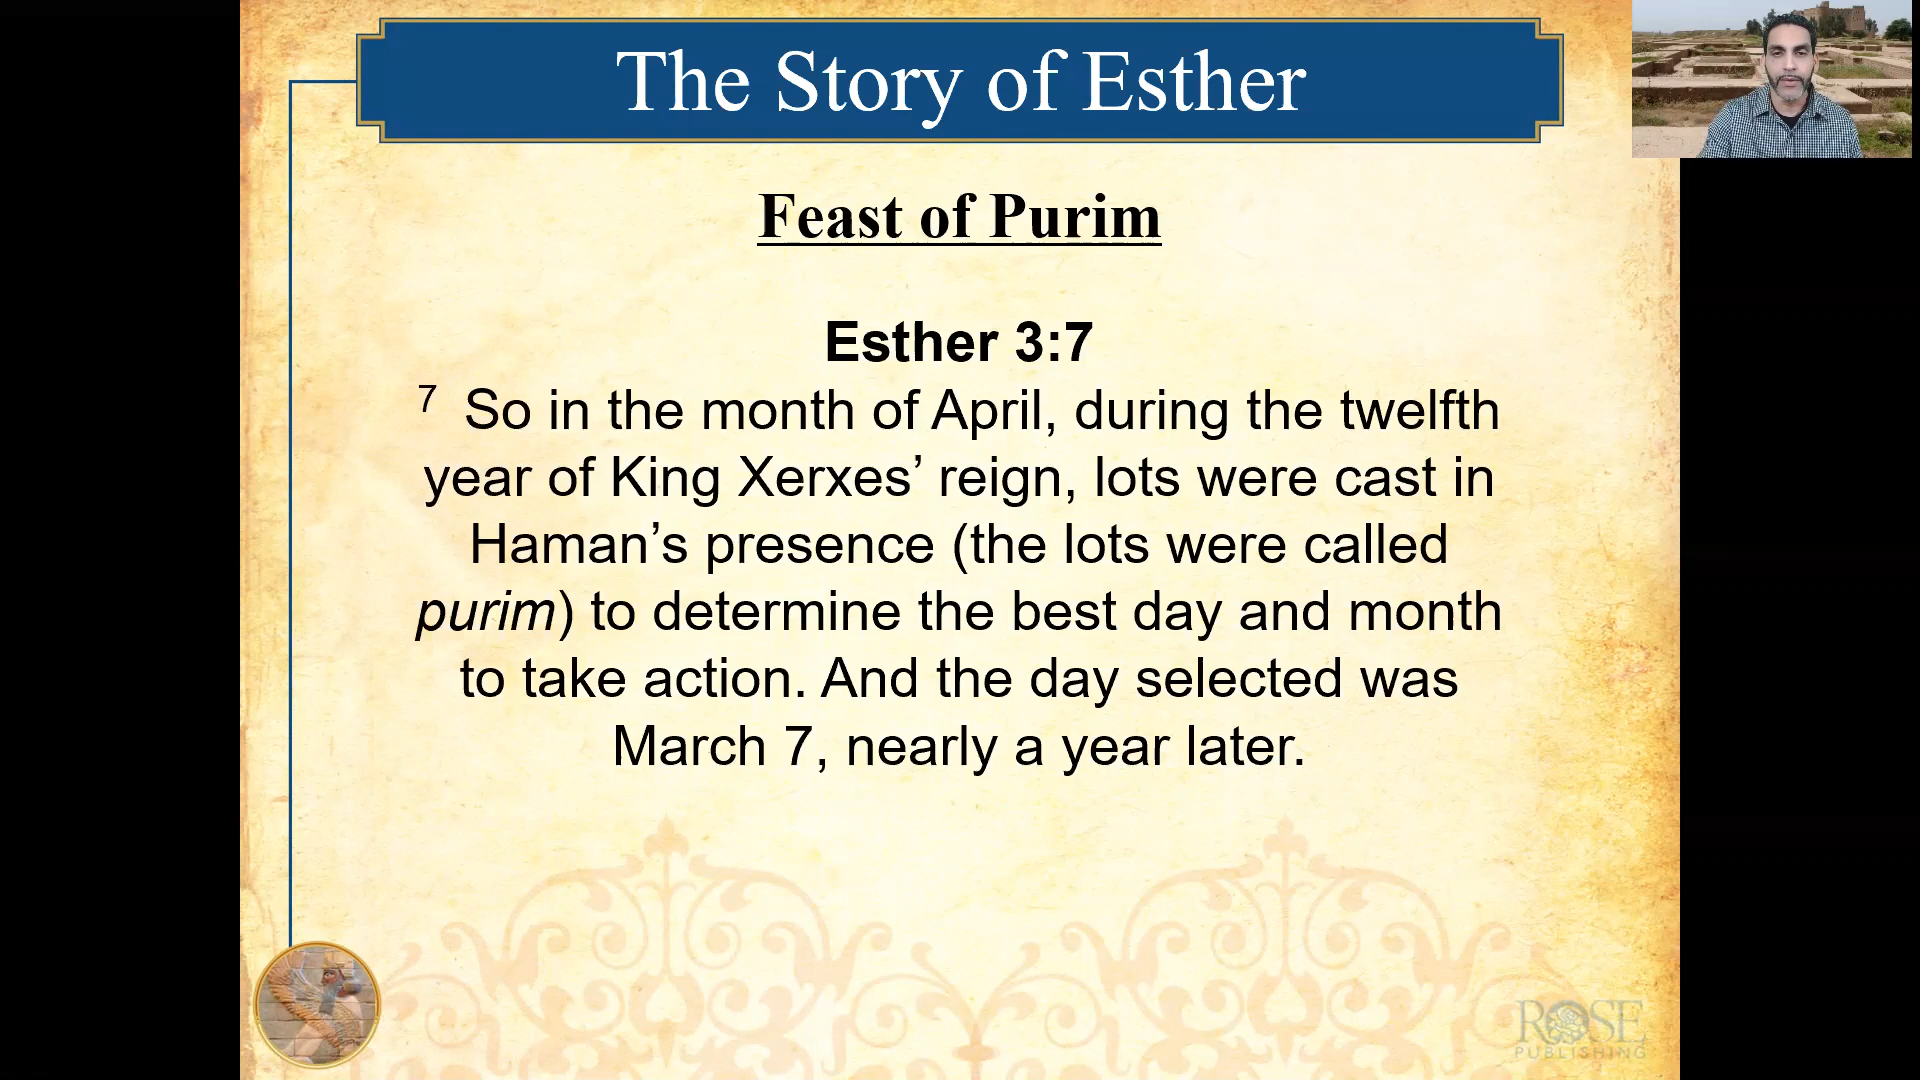 The Story of Esther
Feast of Purim
Esther 3:7
7 So in the month of April, during the twelfth
year of King Xerxes’ reign, lots were cast in
Haman’s presence (the lots were called
purim) to determine the best day and month
to take action. And the day selected was
March 7, nearly a year later.
ROSE
PUBLISHING